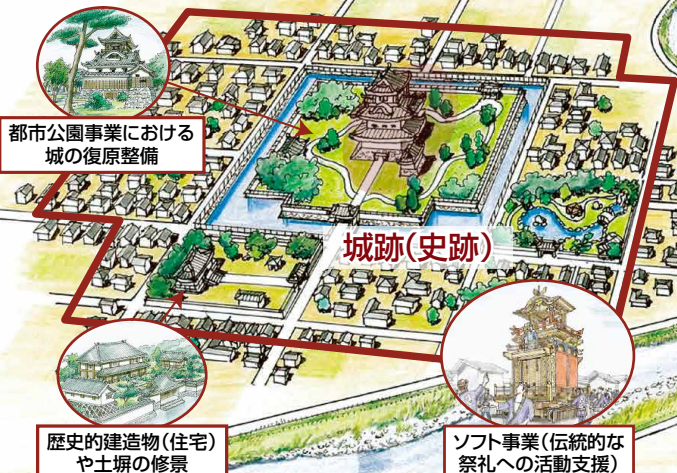 都市公園事業における
城の復原整備
城跡(史跡)
歴史的建造物(住宅)
や土塀の修景
ソフト事業(伝統的な
祭礼への活動支援)